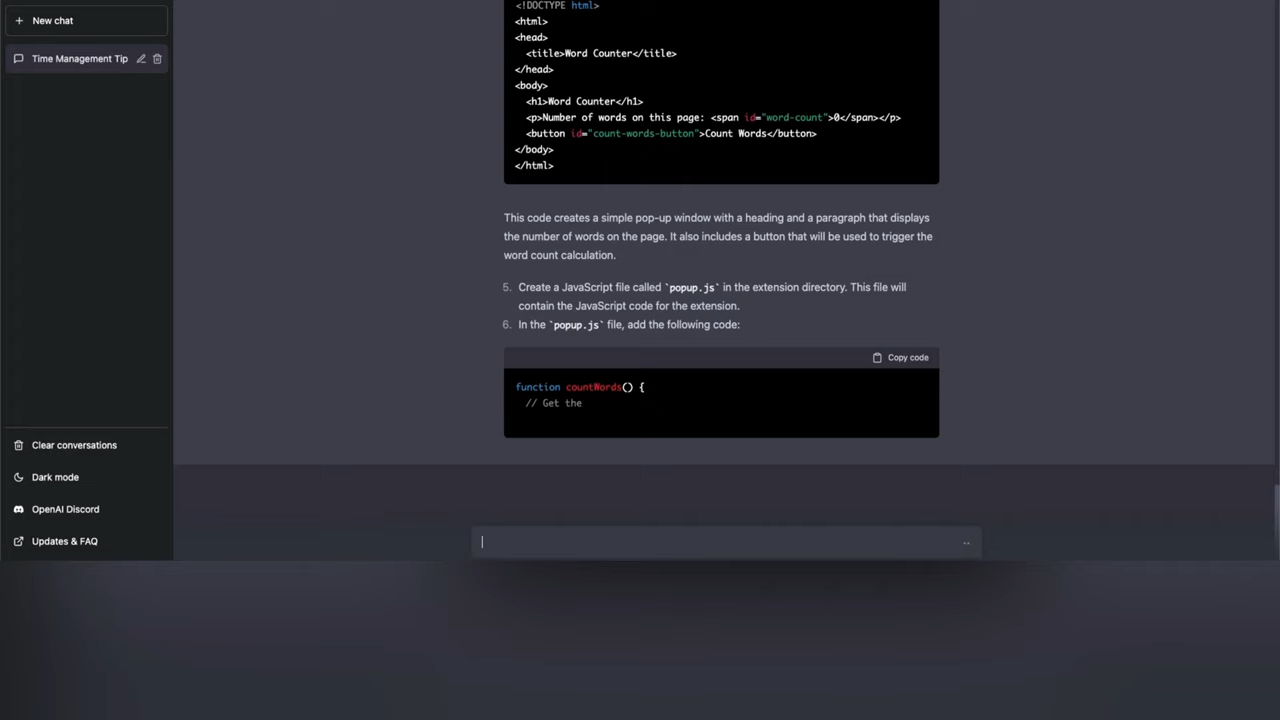 New chat
Time Management Tip
Clear conversations
Dark mode
OpenAI Discord
Updates & FAQ
<!DOCTYPE html>
<html>
<head>
<title>Word Counter</title>
</head>
<body>
<h1>Word Counter</h1>
<p>Number of words on this page: <span id="word-count">0</span></p>
<button id="count-words-button">Count Words</button>
</body>
</html>
This code creates a simple pop-up window with a heading and a paragraph that displays
the number of words on the page. It also includes a button that will be used to trigger the
word count calculation.
5. Create a JavaScript file called `popup.js` in the extension directory. This file will
contain the JavaScript code for the extension.
6. In the `popup.js` file, add the following code:
Copy code
function countWords() {
// Get the